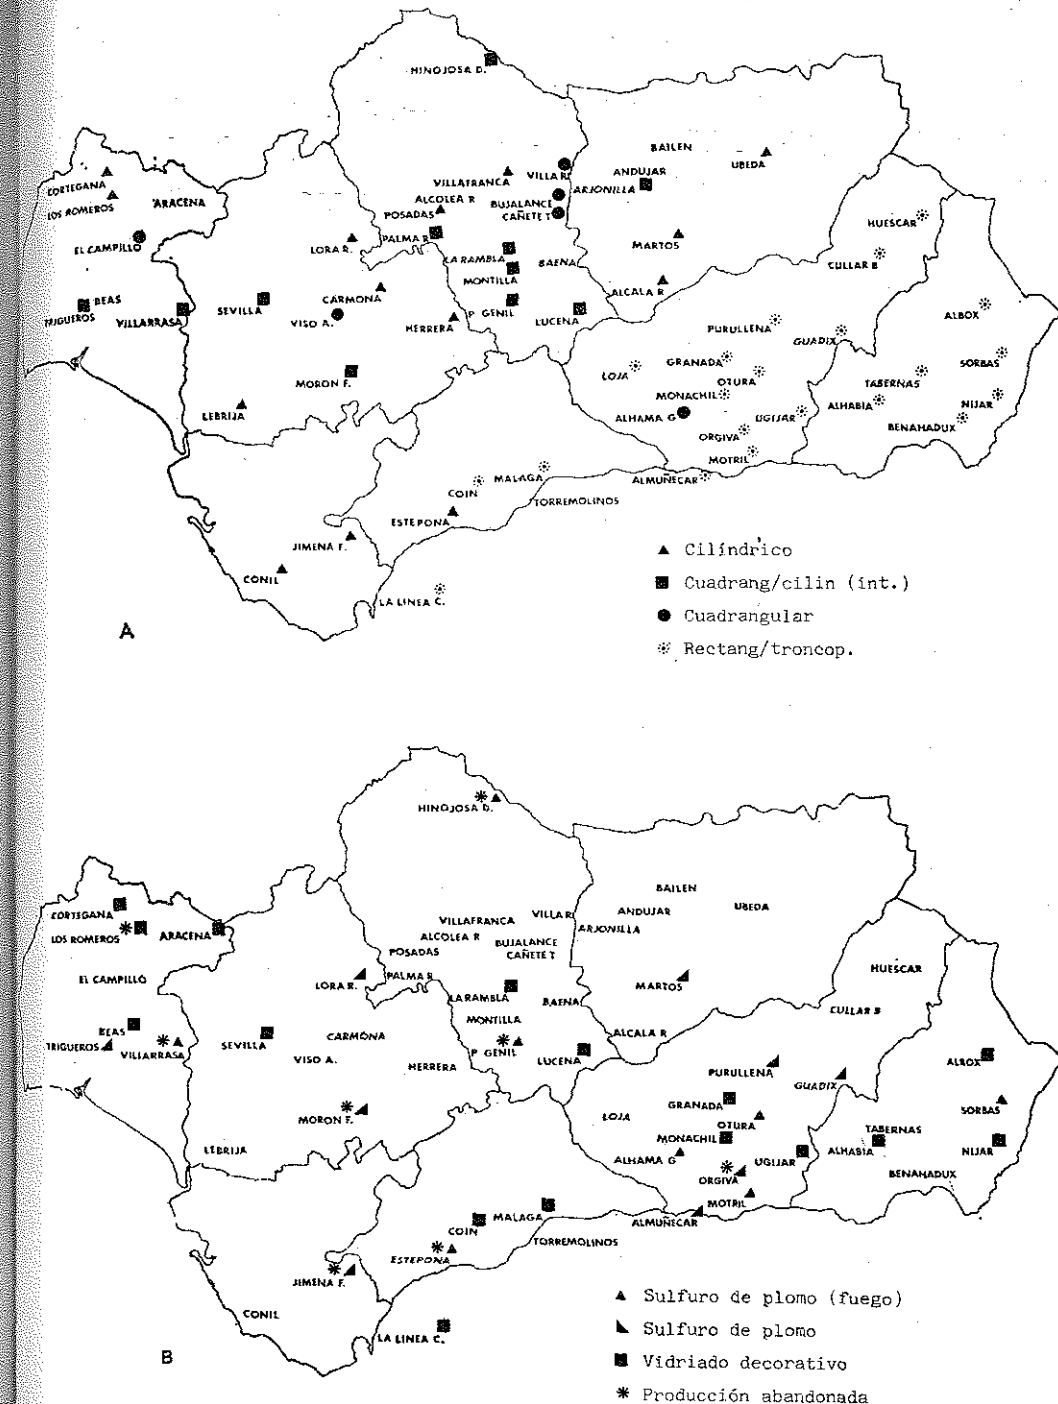 HINOJOSA D.
BAILEN
UBEDA
ANDUJAR
VILLA R.
ARJONILLA
VILLAFRANCA
ALCOLEA R
BUJALANCE
POSADAS
CAÑETE T
CORTEGANA
LOS ROMEROS
ARACENA
HUESCAR
EL CAMPILLO
LORA R.
PALMA R
MARTOS
LA RAMBLA
BAENA
CULLAR B
MONTILLA
ALCALA R
BEAS
TRIGUEROS
VILLARRASA
SEVILLA
CARMONA
VISO A.
HERRERA
P GENIL
LUCENA
PURULLENA
GUADIX
ALBOX
SORBAS
LOJA
GRANADA
OTURA
TABERNAS
MORON F.
MONACHIL
ALHABIA
NIJAR
LEBRIJA
ALHAMA G
UGIJAR
BENAHADUX
ORGIVA
MOTRIL
MALAGA
ALMUÑECAR
COIN
TORREMOLINOS
ESTEPONA
JIMENA F.
CONIL
LA LINEA C.
A
Cilíndrico
Cuadrang/cilin (int.)
Cuadrangular
Rectang/troncop.
HINOJOSA D.
BAILEN
UBEDA
ANDUJAR
VILLA R
ARJONILLA
VILLAFRANCA
ALCOLEA R
BUJALANCE
POSADAS
CAÑETE T
CORTEGANA
LOS ROMEROS
ARACENA
HUESCAR
EL CAMPILLO
LORA R.
PALMA R
MARTOS
LA RAMBLA
BAENA
CULLAR B
MONTILLA
ALCALA R
BEAS
TRIGUEROS
VILLARRASA
SEVILLA
CARMONA
VISO A.
HERRERA
P GENIL
LUCENA
PURULLENA
GUADIX
ALBOX
SORBAS
LOJA
GRANADA
OTURA
TABERNAS
MORON F.
MONACHIL
ALHABIA
NIJAR
LEBRIJA
ALHAMA G
UGIJAR
BENAHADUX
ORGIVA
MOTRIL
MALAGA
ALMUÑECAR
COIN
TORREMOLINOS
ESTEPONA
JIMENA F.
CONIL
LA LINEA C.
B
Sulfuro de plomo (fuego)
Sulfuro de plomo
Vidriado decorativo
Producción abandonada